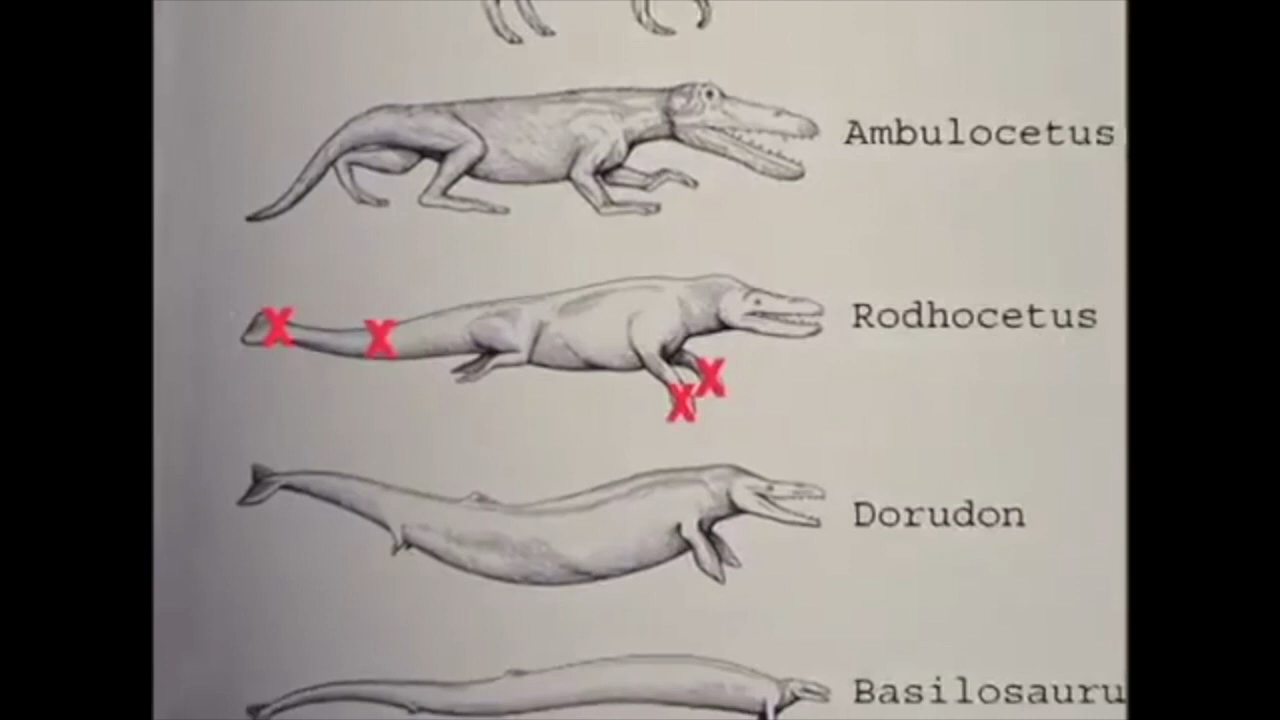 Ambulocetus
X X Rodhocetus
X
X
Dorudon
Basilosauru